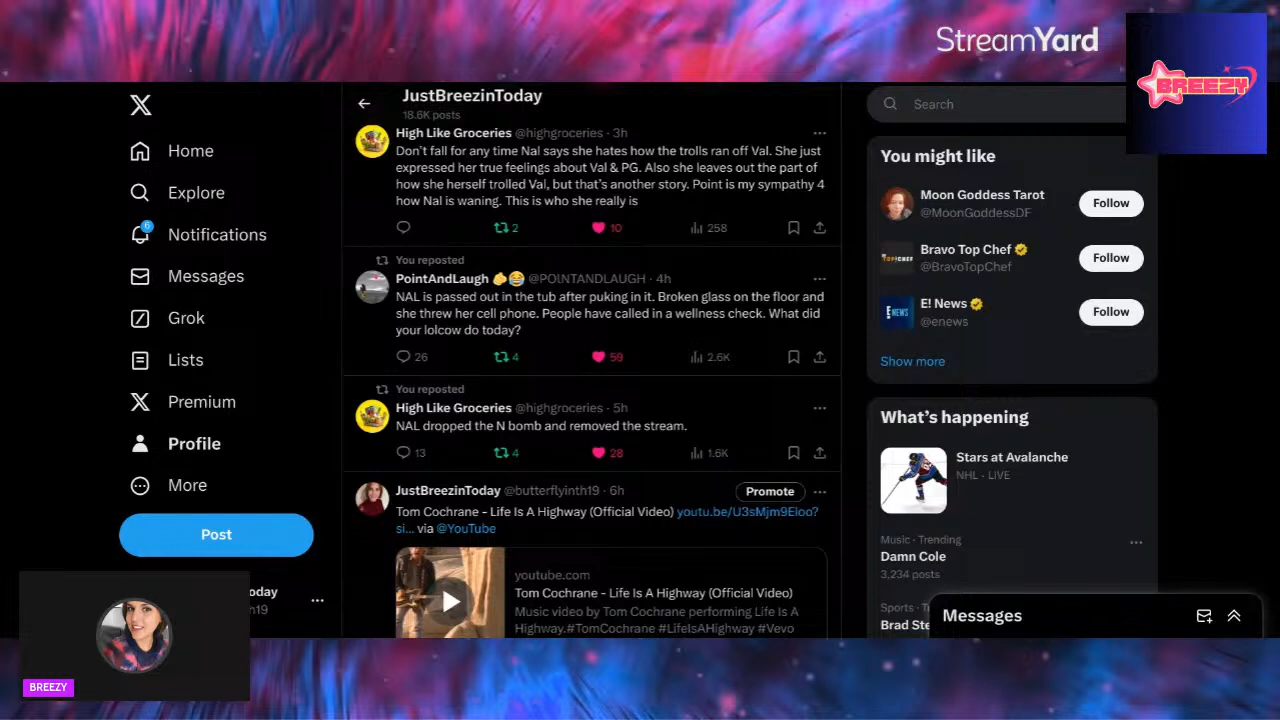 StreamYard
BREEZY
Home
Explore
6
Notifications
Messages
Grok
Lists
Premium
Profile
More
Post
oday
h19
BREEZY
JustBreezinToday
18.6K posts
High Like Groceries @highgroceries · 3h
Don't fall for any time Nal says she hates how the trolls ran off Val. She just
expressed her true feelings about Val & PG. Also she leaves out the part of
how she herself trolled Val, but that's another story. Point is my sympathy 4
how Nal is waning. This is who she really is
2 10 258
You reposted
PointAndLaugh 🫵😂 @POINTANDLAUGH · 4h
NAL is passed out in the tub after puking in it. Broken glass on the floor and
she threw her cell phone. People have called in a wellness check. What did
your lolcow do today?
26 4 59 2.6K
You reposted
High Like Groceries @highgroceries · 5h
NAL dropped the N bomb and removed the stream.
13 4 28 1.6K
JustBreezinToday @butterflyinth19 · 6h Promote
Tom Cochrane - Life Is A Highway (Official Video) youtu.be/U3sMjm9Eloo?
si... via @YouTube
youtube.com
Tom Cochrane - Life Is A Highway (Official Video)
Music video by Tom Cochrane performing Life Is A
Highway.#TomCochrane #LifeIsAHighway #Vevo
Search
You might like
Moon Goddess Tarot
@MoonGoddessDF
Follow
Bravo Top Chef
@BravoTopChef
Follow
E! News
@enews
Follow
Show more
What's happening
Stars at Avalanche
NHL · LIVE
Music · Trending
Damn Cole
3,234 posts
Sports · T
Brad Ste
Messages